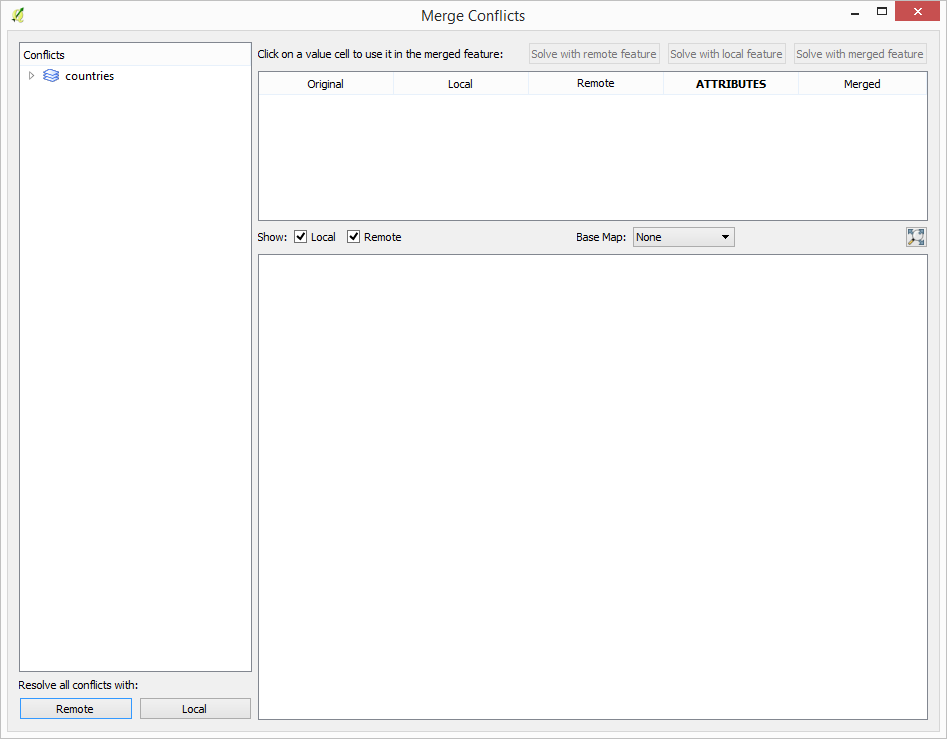 Merge Conflicts
Conflicts
countries
Click on a value cell to use it in the merged feature:
Solve with remote feature
Solve with local feature
Solve with merged feature
Original
Local
Remote
ATTRIBUTES
Merged
Show:
Local
Remote
Base Map:
None
Resolve all conflicts with:
Remote
Local